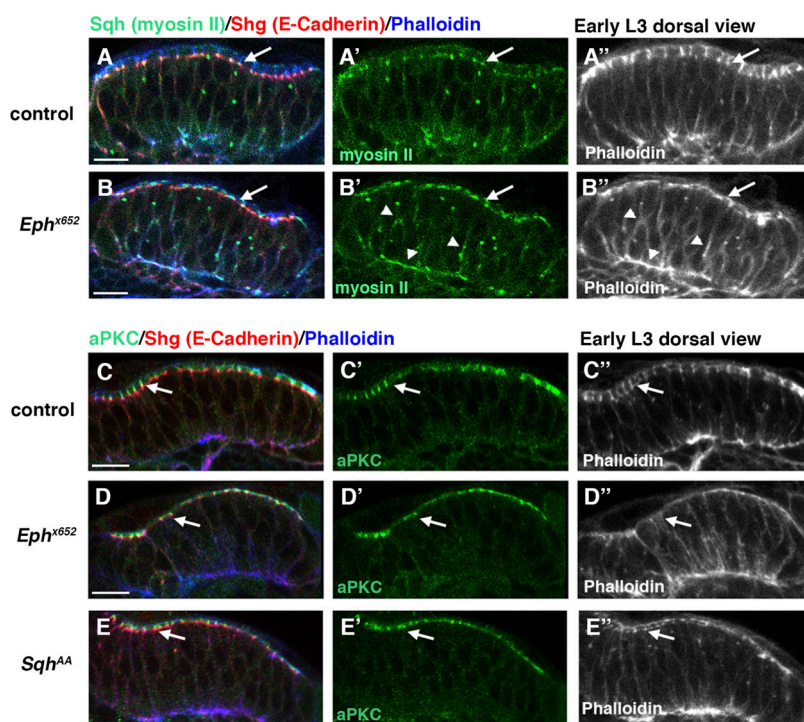 Sqh (myosin II)/Shg (E-Cadherin)/Phalloidin Early L3 dorsal view
control
A A’ A’’
myosin II Phalloidin
Eph^x652
B B’ B’’
myosin II Phalloidin
aPKC/Shg (E-Cadherin)/Phalloidin Early L3 dorsal view
control
C C’ C’’
aPKC Phalloidin
Eph^x652
D D’ D’’
aPKC Phalloidin
Sqh^AA
E E’ E’’
aPKC Phalloidin